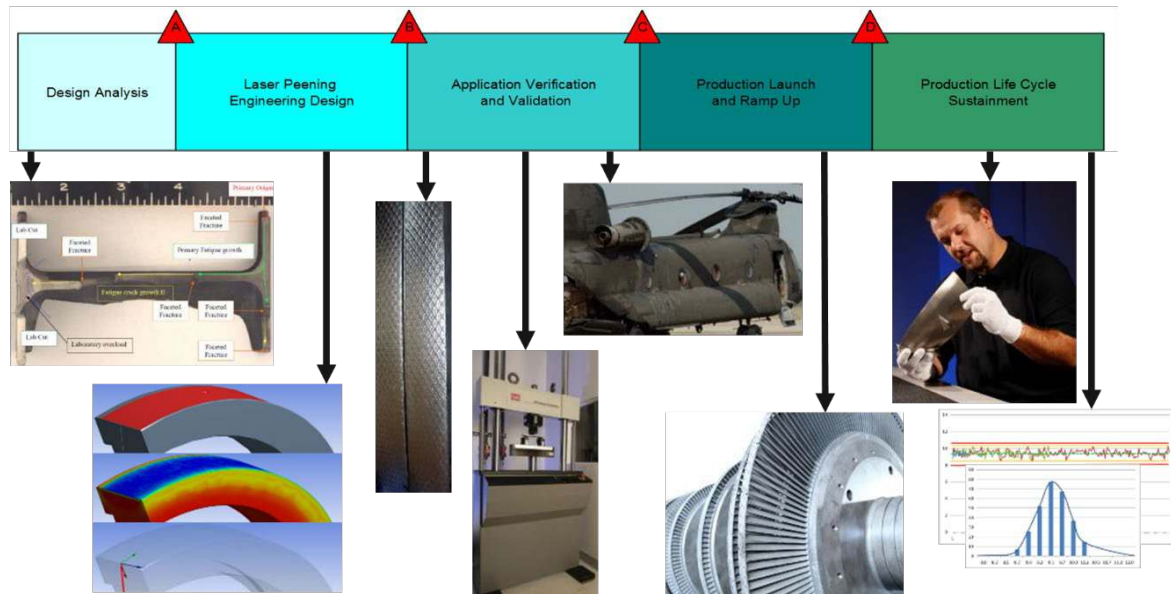 A
B
C
D
Design Analysis
Laser Peening
Engineering Design
Application Verification
and Validation
Production Launch
and Ramp Up
Production Life Cycle
Sustainment
2
3
4
Primary Origin
Lab Cut
Faceted
Fracture
Faceted
Fracture
Primary Fatigue growth
Fatigue crack growth II
Faceted
Fracture
Faceted
Fracture
Lab Cut
Laboratory overload
Faceted
Fracture